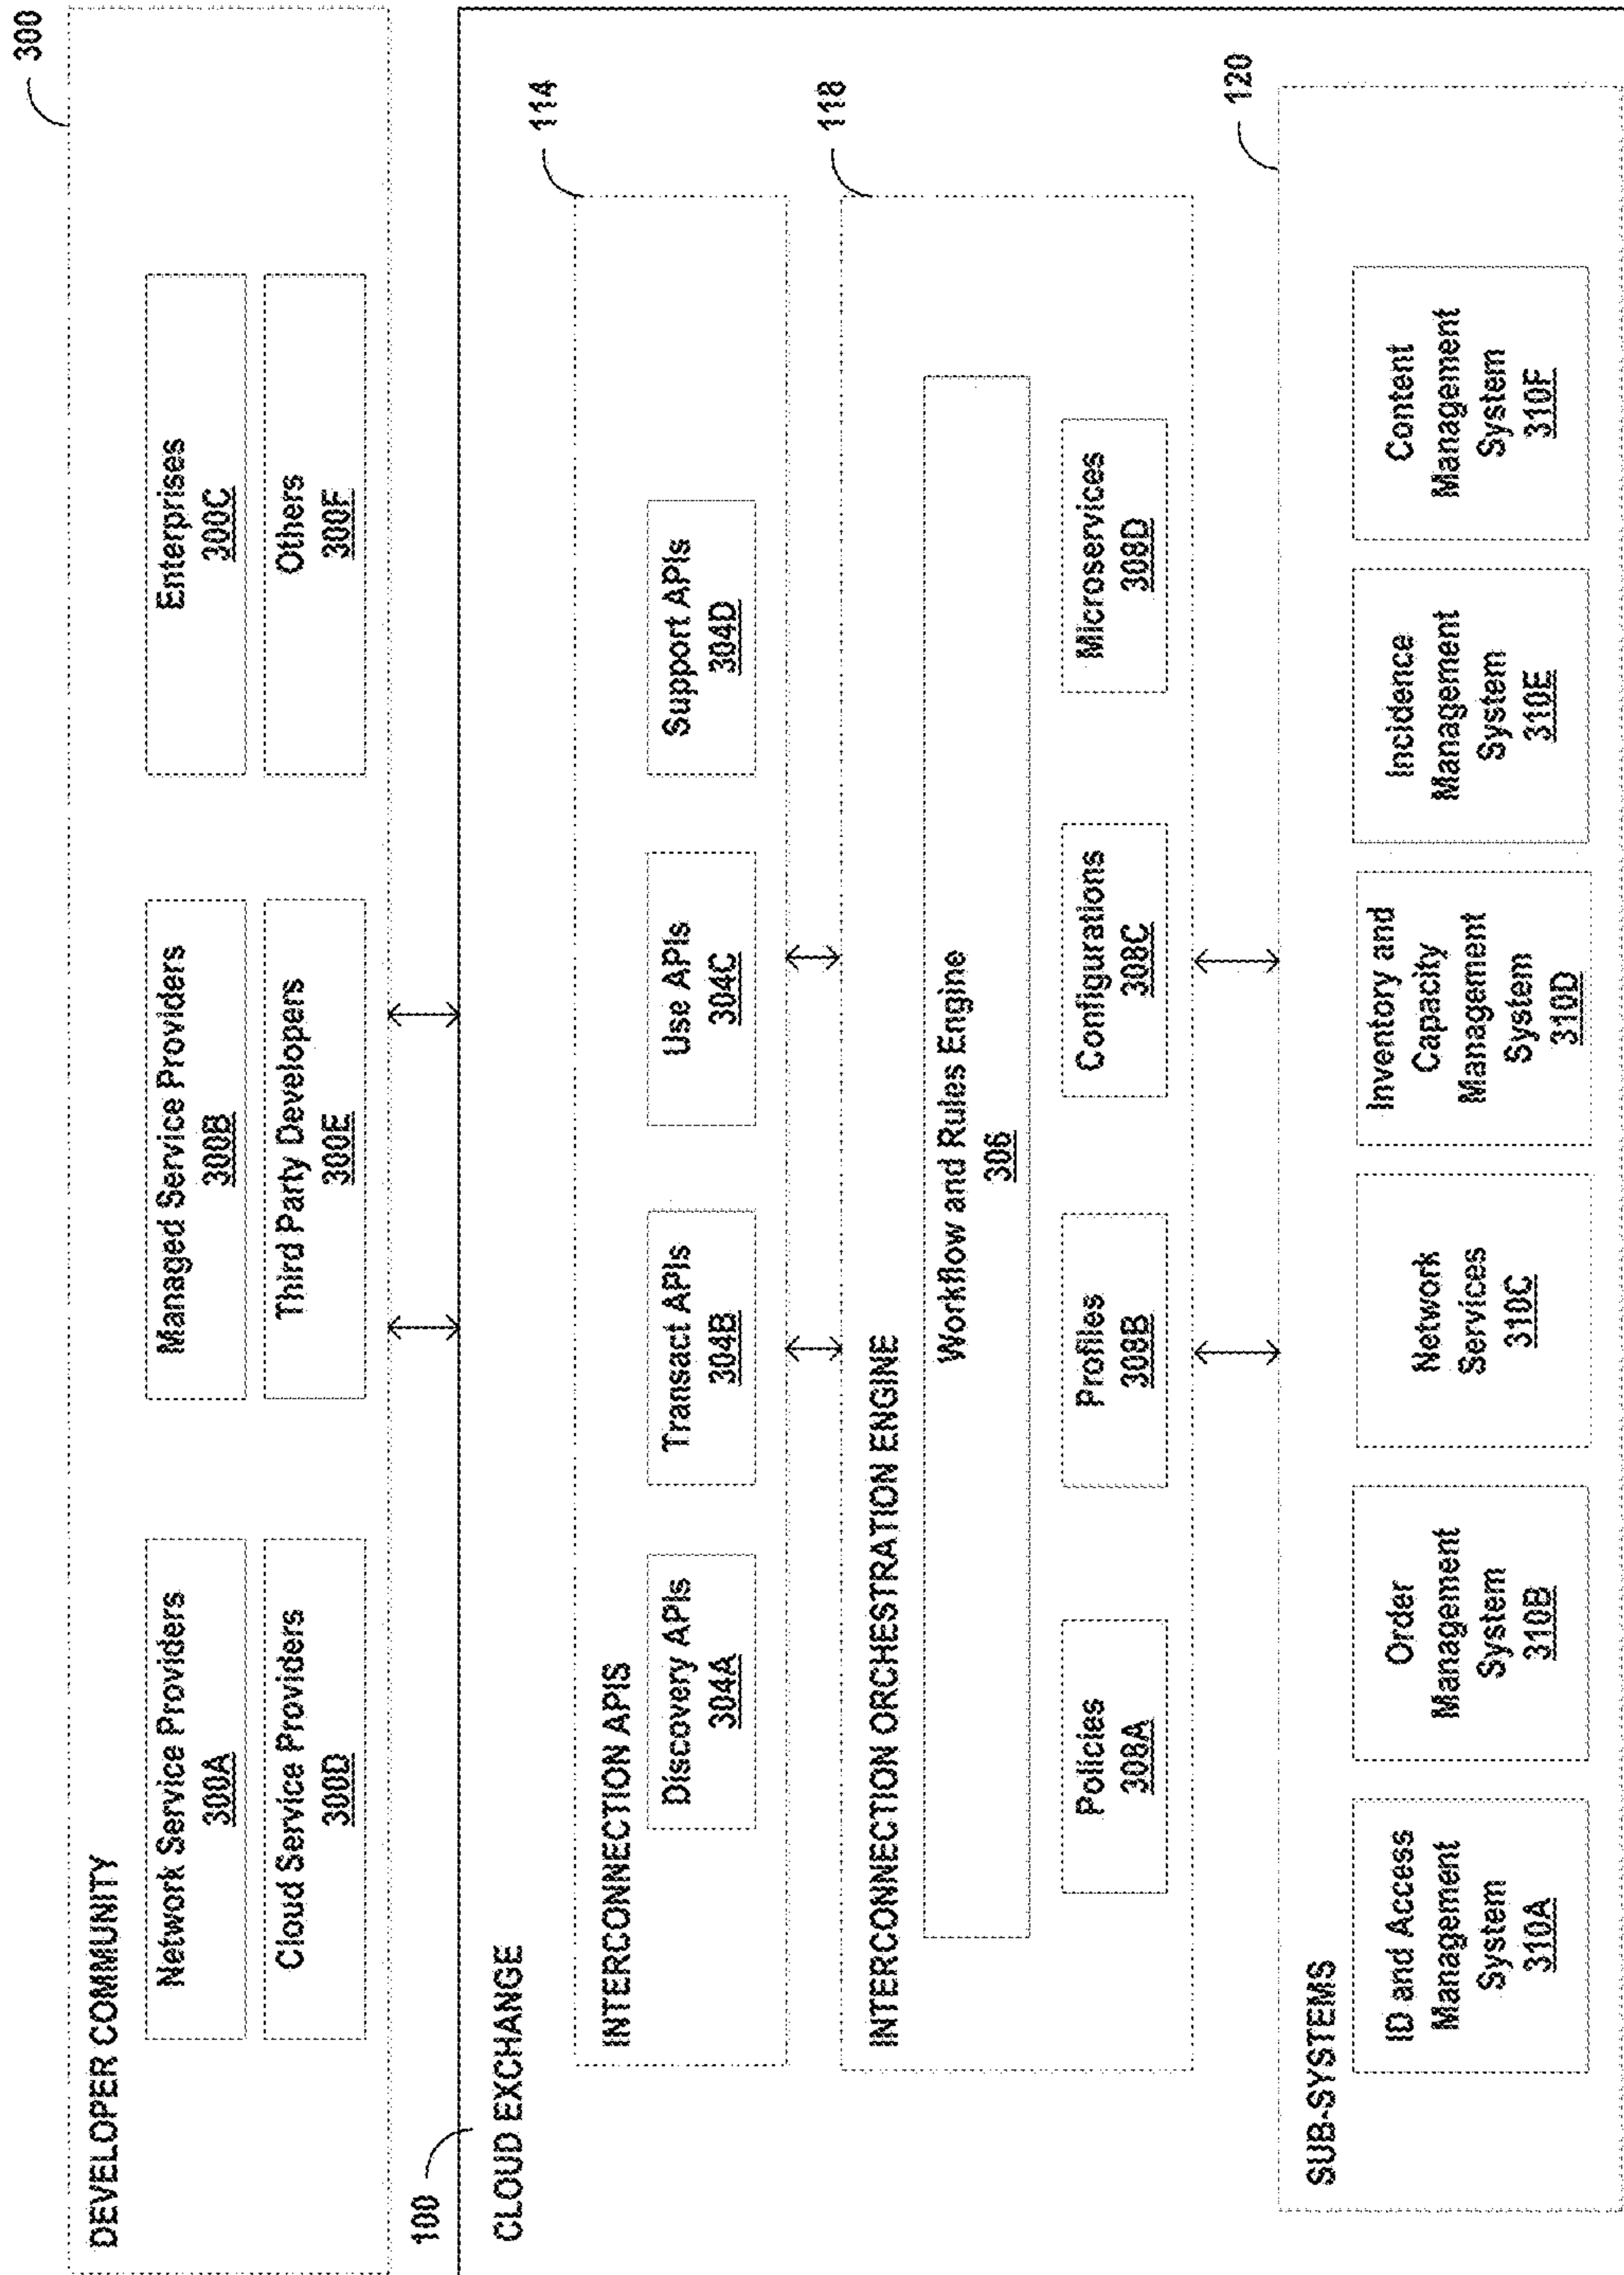 300
DEVELOPER COMMUNITY
Network Service Providers
300A
Managed Service Providers
300B
Enterprises
300C
Cloud Service Providers
300D
Third Party Developers
300E
Others
300F
100
CLOUD EXCHANGE
114
INTERCONNECTION APIS
Discovery APIs
304A
Transact APIs
304B
Use APIs
304C
Support APIs
304D
118
INTERCONNECTION ORCHESTRATION ENGINE
Workflow and Rules Engine
306
Policies
308A
Profiles
308B
Configurations
308C
Microservices
308D
120
SUB-SYSTEMS
ID and Access
Management
System
310A
Order
Management
System
310B
Network
Services
310C
Inventory and
Capacity
Management
System
310D
Incidence
Management
System
310E
Content
Management
System
310F